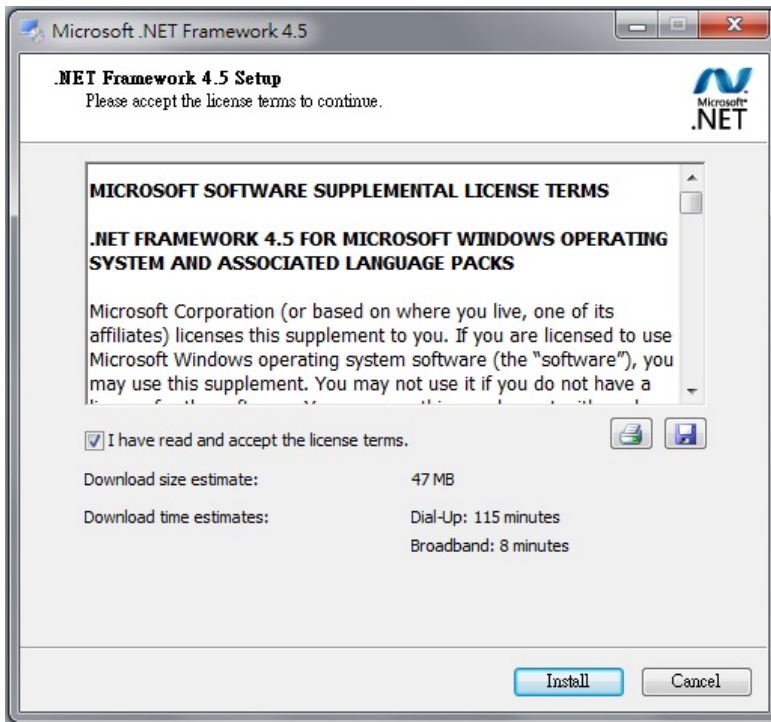 Microsoft .NET Framework 4.5
.NET Framework 4.5 Setup
Please accept the license terms to continue.
Microsoft®
.NET
MICROSOFT SOFTWARE SUPPLEMENTAL LICENSE TERMS
.NET FRAMEWORK 4.5 FOR MICROSOFT WINDOWS OPERATING
SYSTEM AND ASSOCIATED LANGUAGE PACKS
Microsoft Corporation (or based on where you live, one of its
affiliates) licenses this supplement to you. If you are licensed to use
Microsoft Windows operating system software (the “software”), you
may use this supplement. You may not use it if you do not have a
I have read and accept the license terms.
Download size estimate: 47 MB
Download time estimates: Dial-Up: 115 minutes
Broadband: 8 minutes
Install Cancel